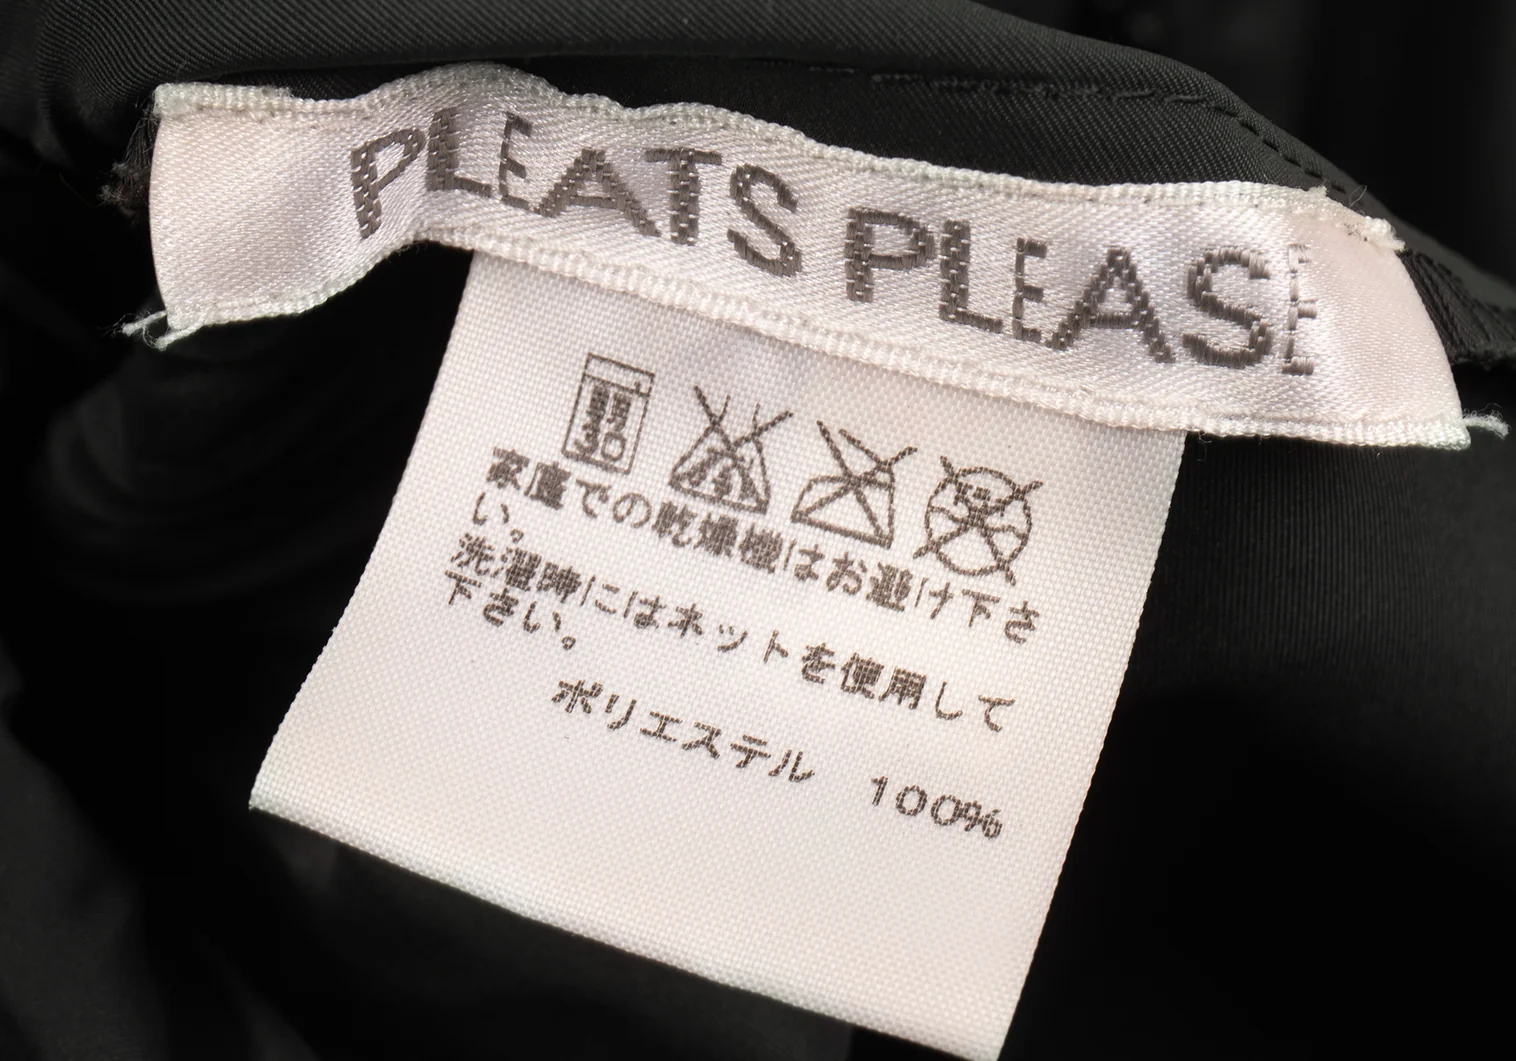 PLEATS PLEASE
家庭での乾燥機はお避け下さ
い。
洗濯時にはネットを使用して
下さい。
ポリエステル 100%